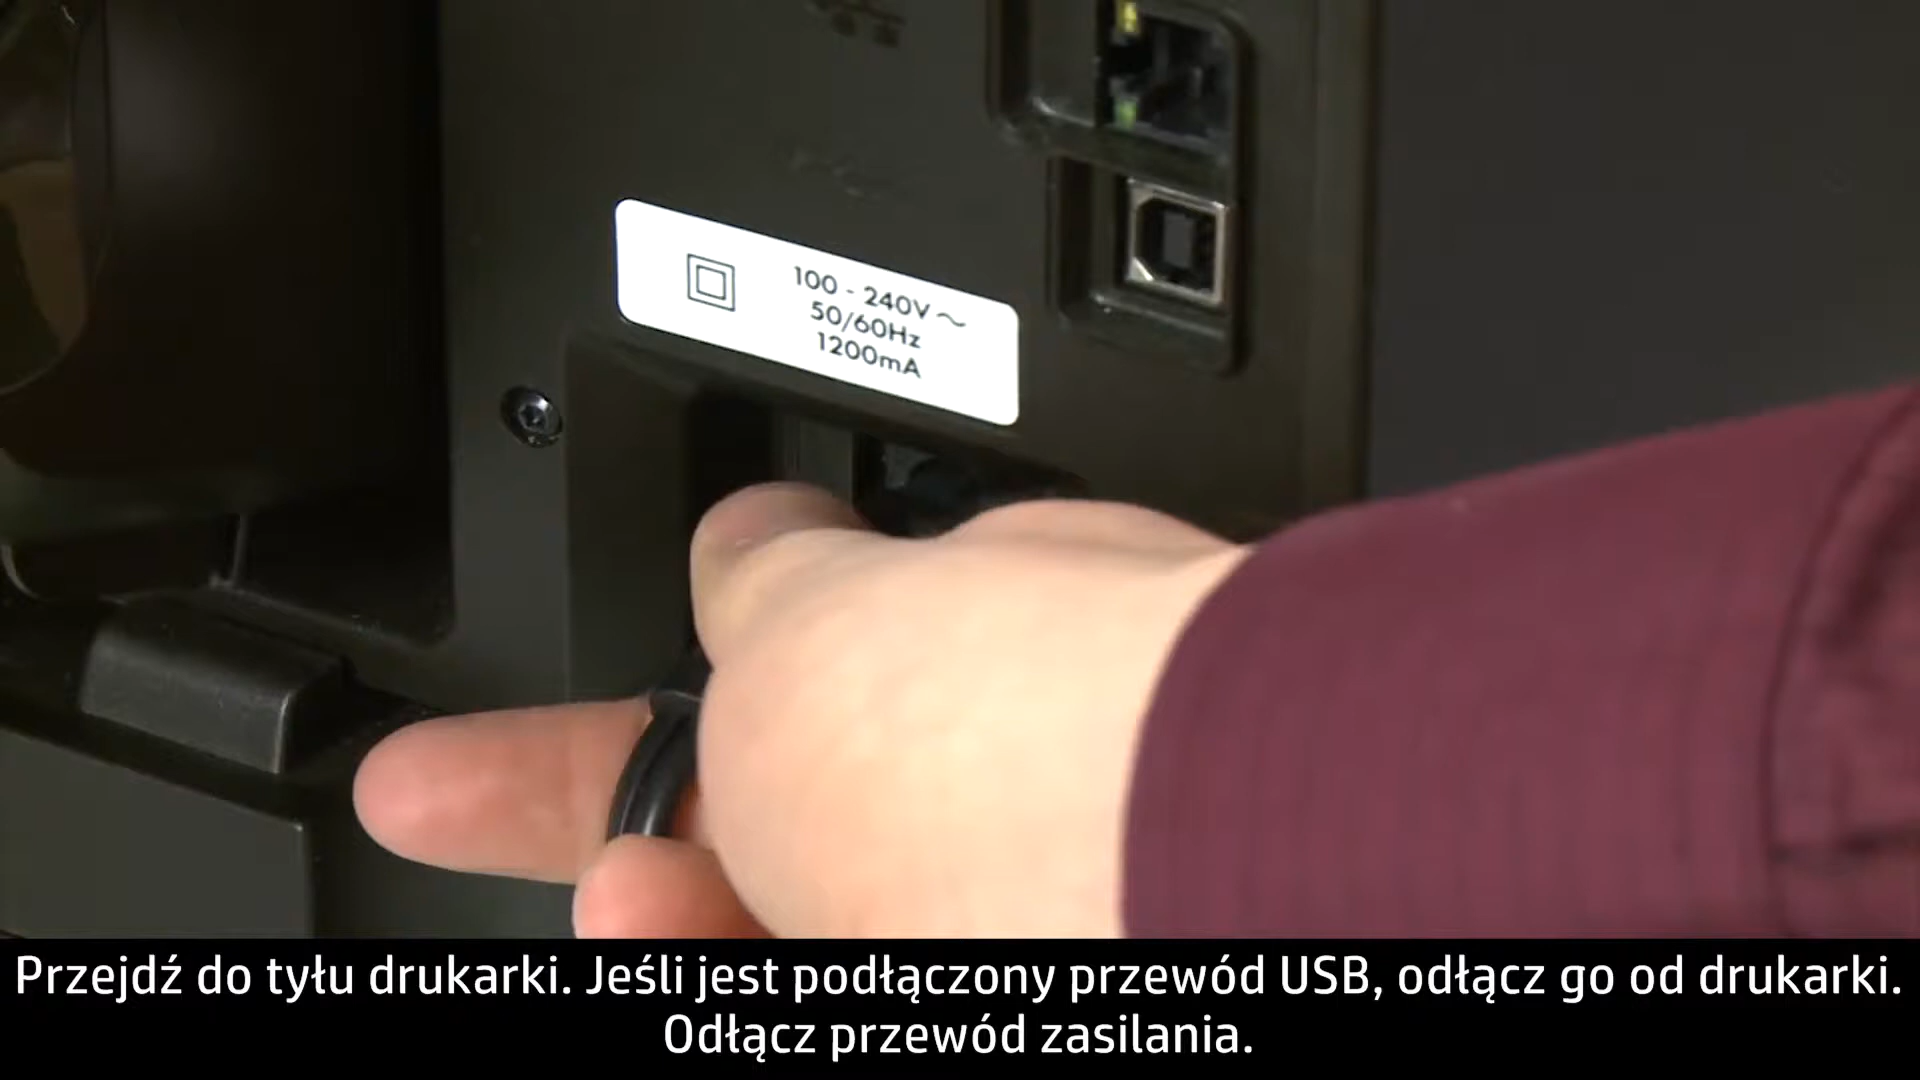 100 - 240V ~
50/60Hz
1200mA
Przejdź do tyłu drukarki. Jeśli jest podłączony przewód USB, odłącz go od drukarki.
Odłącz przewód zasilania.